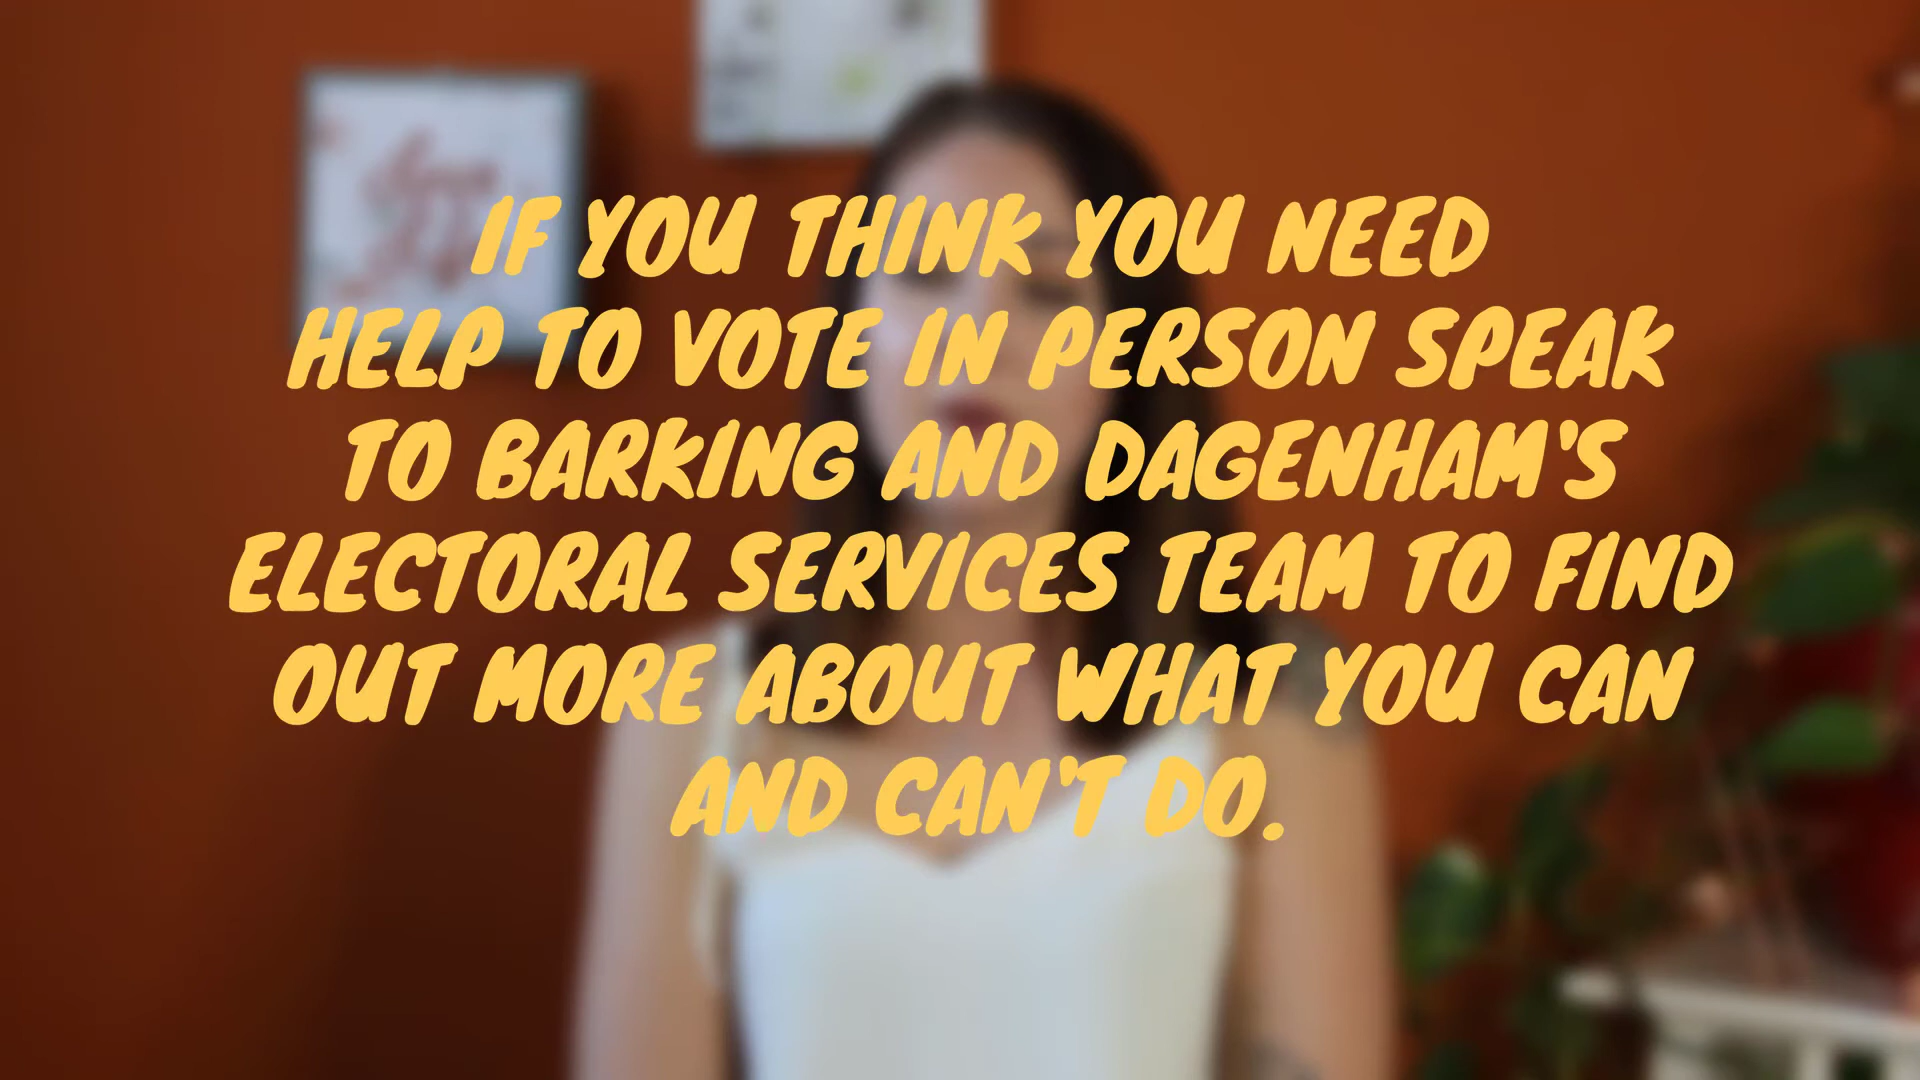 IF YOU THINK YOU NEED
HELP TO VOTE IN PERSON SPEAK
TO BARKING AND DAGENHAM'S
ELECTORAL SERVICES TEAM TO FIND
OUT MORE ABOUT WHAT YOU CAN
AND CAN'T DO.